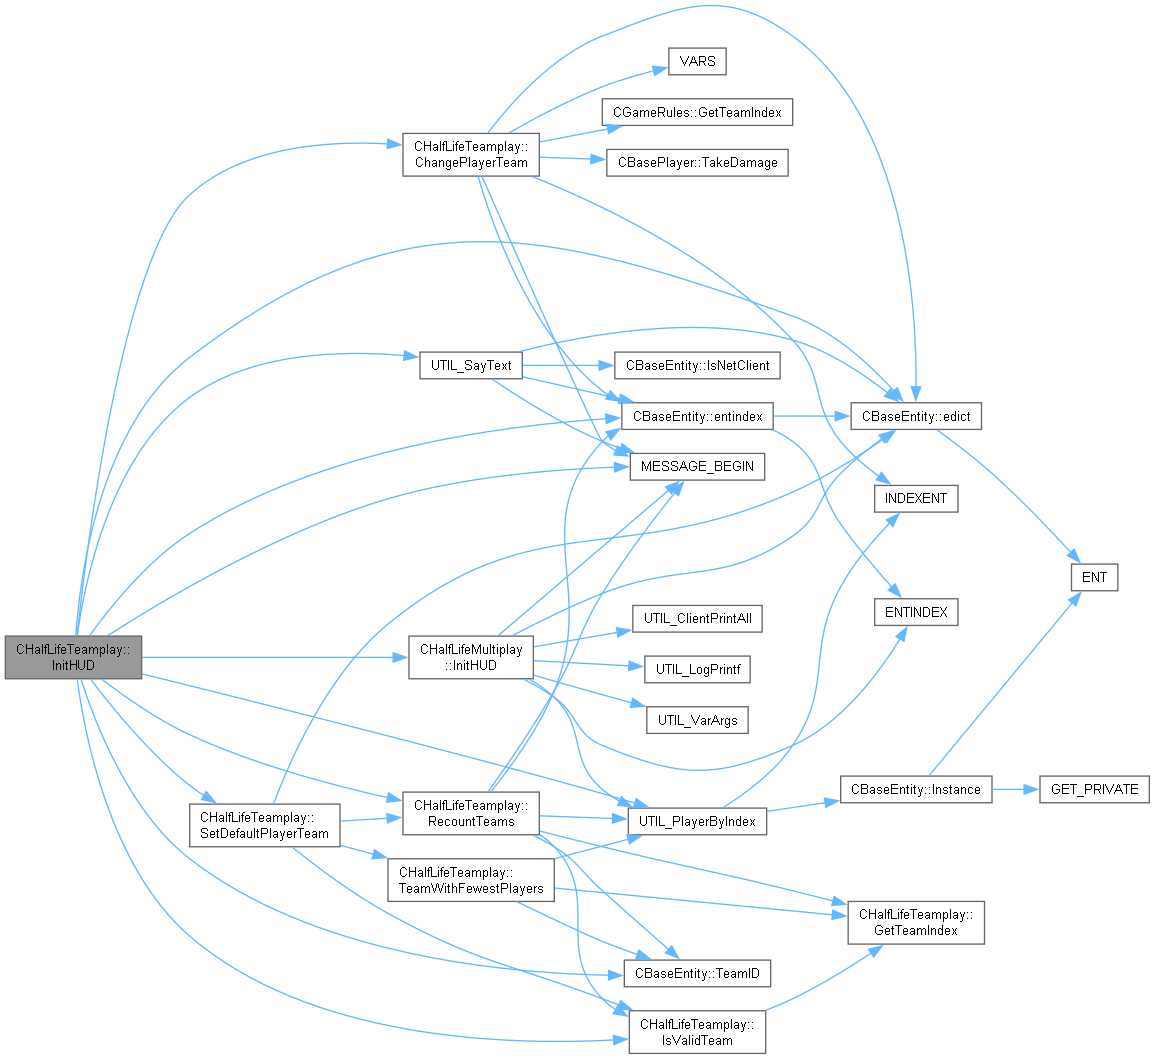 VARS
CGameRules::GetTeamIndex
CHalfLifeTeamplay::
ChangePlayerTeam
CBasePlayer::TakeDamage
UTIL_SayText
CBaseEntity::IsNetClient
CBaseEntity::entindex
CBaseEntity::edict
MESSAGE_BEGIN
INDEXENT
ENT
ENTINDEX
UTIL_ClientPrintAll
CHalfLifeTeamplay::
InitHUD
CHalfLifeMultiplay
::InitHUD
UTIL_LogPrintf
UTIL_VarArgs
CBaseEntity::Instance
GET_PRIVATE
CHalfLifeTeamplay::
SetDefaultPlayerTeam
CHalfLifeTeamplay::
RecountTeams
UTIL_PlayerByIndex
CHalfLifeTeamplay::
TeamWithFewestPlayers
CHalfLifeTeamplay::
GetTeamIndex
CBaseEntity::TeamID
CHalfLifeTeamplay::
IsValidTeam